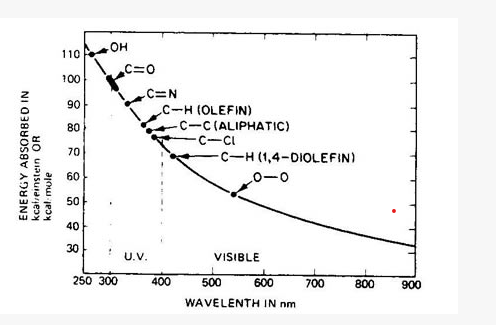 110
100
90
80
70
60
50
40
30
ENERGY ABSORBED IN
kcal/einstein OR
kcal/mole
OH
C=O
C=N
C—H (OLEFIN)
C—C (ALIPHATIC)
C—Cl
C—H (1,4-DIOLEFIN)
O—O
U.V.
VISIBLE
250 300 400 500 600 700 800 900
WAVELENTH IN nm